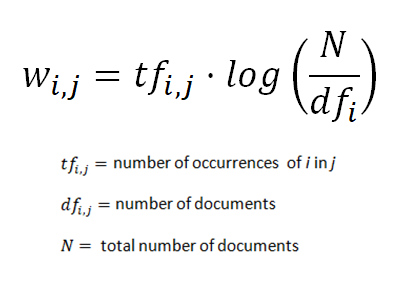 w_{i,j} = tf_{i,j} · log (N / df_i)
tf_{i,j} = number of occurrences of i in j
df_{i,j} = number of documents
N = total number of documents